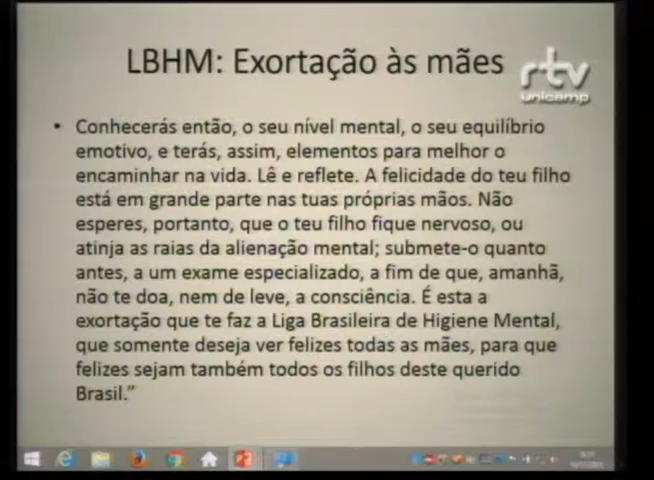 LBHM: Exortação às mães
rtv
unicamp
• Conhecerás então, o seu nível mental, o seu equilíbrio
emotivo, e terás, assim, elementos para melhor o
encaminhar na vida. Lê e reflete. A felicidade do teu filho
está em grande parte nas tuas próprias mãos. Não
esperes, portanto, que o teu filho fique nervoso, ou
atinja as raias da alienação mental; submete-o quanto
antes, a um exame especializado, a fim de que, amanhã,
não te doa, nem de leve, a consciência. É esta a
exortação que te faz a Liga Brasileira de Higiene Mental,
que somente deseja ver felizes todas as mães, para que
felizes sejam também todos os filhos deste querido
Brasil.”